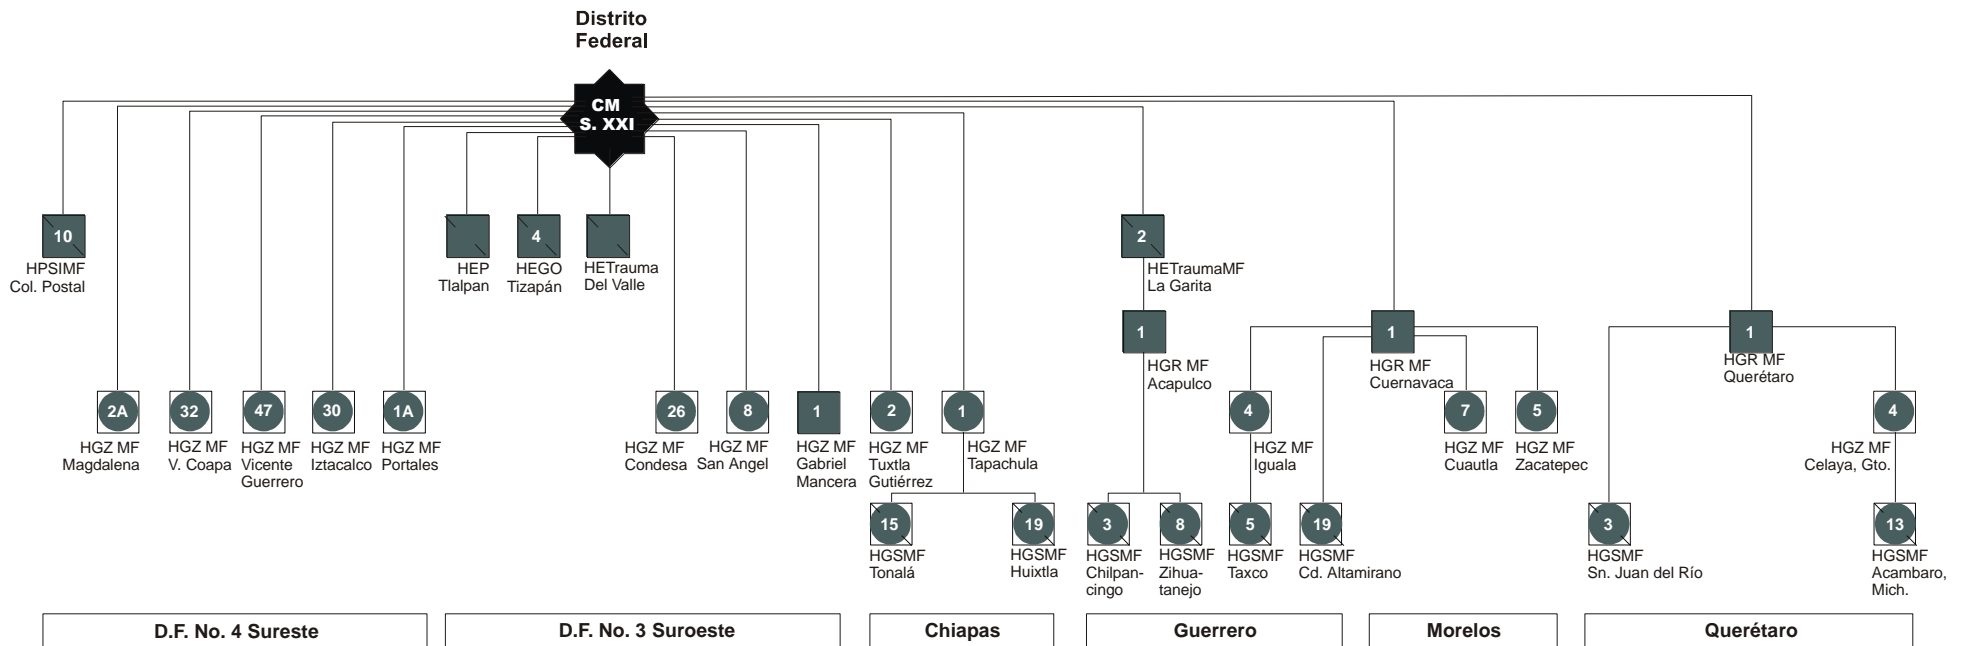 Distrito
Federal
CM
S. XXI
10
HPSIMF
Col. Postal
HEP
Tlalpan
4
HEGO
Tizapán
HETrauma
Del Valle
2
HETraumaMF
La Garita
1
HGR MF
Acapulco
1
HGR MF
Cuernavaca
1
HGR MF
Querétaro
2A
HGZ MF
Magdalena
32
HGZ MF
V. Coapa
47
HGZ MF
Vicente
Guerrero
30
HGZ MF
Iztacalco
1A
HGZ MF
Portales
26
HGZ MF
Condesa
8
HGZ MF
San Angel
1
HGZ MF
Gabriel
Mancera
2
HGZ MF
Tuxtla
Gutiérrez
1
HGZ MF
Tapachula
4
HGZ MF
Iguala
7
HGZ MF
Cuautla
5
HGZ MF
Zacatepec
4
HGZ MF
Celaya, Gto.
15
HGSMF
Tonalá
19
HGSMF
Huixtla
3
HGSMF
Chilpan-
cingo
8
HGSMF
Zihua-
tanejo
5
HGSMF
Taxco
19
HGSMF
Cd. Altamirano
3
HGSMF
Sn. Juan del Río
13
HGSMF
Acambaro,
Mich.
D.F. No. 4 Sureste
D.F. No. 3 Suroeste
Chiapas
Guerrero
Morelos
Querétaro